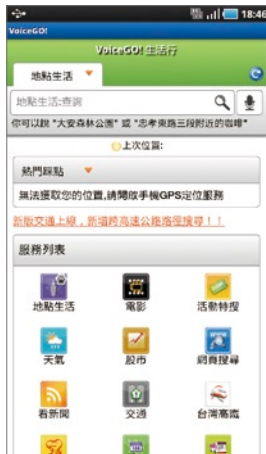 18:46
VoiceGO!
VoiceGO! 生活行
地點生活
地點生活:查詢
你可以說 "大安森林公園" 或 "忠孝東路三段附近的咖啡"
上次位置:
熱門踩點
無法獲取您的位置,請開啟手機GPS定位服務
新版交通上線，新增跨高速公路路徑搜尋！！
服務列表
地點生活
電影
活動特搜
天氣
股市
網頁搜尋
看新聞
交通
台灣高鐵